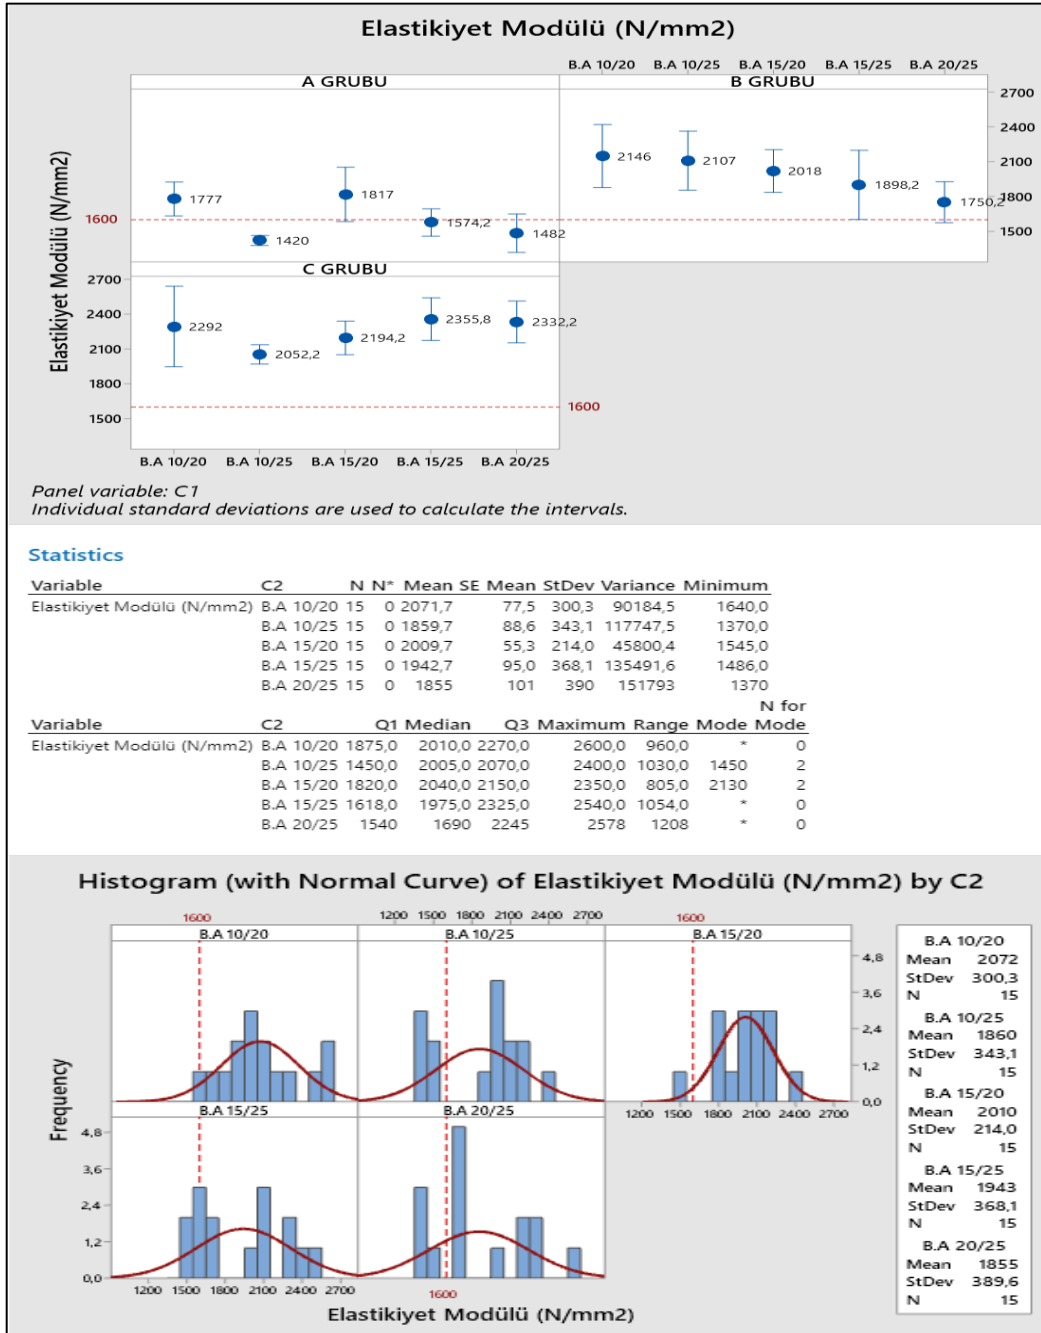 Elastikiyet Modülü (N/mm2)
B.A 10/20 B.A 10/25 B.A 15/20 B.A 15/25 B.A 20/25
A GRUBU B GRUBU
Elastikiyet Modülü (N/mm2)
2700
2400
2100
1800
1500
1600
1777
1420
1817
1574,2
1482
2146
2107
2018
1898,2
1750,2
C GRUBU
2700
2400
2100
1800
1500
2292
2052,2
2194,2
2355,8
2332,2
1600
B.A 10/20 B.A 10/25 B.A 15/20 B.A 15/25 B.A 20/25
Panel variable: C1
Individual standard deviations are used to calculate the intervals.
Statistics
Variable C2 N N* Mean SE Mean StDev Variance Minimum
Elastikiyet Modülü (N/mm2) B.A 10/20 15 0 2071,7 77,5 300,3 90184,5 1640,0
B.A 10/25 15 0 1859,7 88,6 343,1 117747,5 1370,0
B.A 15/20 15 0 2009,7 55,3 214,0 45800,4 1545,0
B.A 15/25 15 0 1942,7 95,0 368,1 135491,6 1486,0
B.A 20/25 15 0 1855 101 390 151793 1370
N for
Variable C2 Q1 Median Q3 Maximum Range Mode Mode
Elastikiyet Modülü (N/mm2) B.A 10/20 1875,0 2010,0 2270,0 2600,0 960,0 * 0
B.A 10/25 1450,0 2005,0 2070,0 2400,0 1030,0 1450 2
B.A 15/20 1820,0 2040,0 2150,0 2350,0 805,0 2130 2
B.A 15/25 1618,0 1975,0 2325,0 2540,0 1054,0 * 0
B.A 20/25 1540 1690 2245 2578 1208 * 0
Histogram (with Normal Curve) of Elastikiyet Modülü (N/mm2) by C2
1600 1200 1500 1800 2100 2400 2700 1600
B.A 10/20 B.A 10/25 B.A 15/20
4,8
3,6
2,4
1,2
0,0
1200 1500 1800 2100 2400 2700
Frequency
B.A 15/25 B.A 20/25
4,8
3,6
2,4
1,2
0,0
1200 1500 1800 2100 2400 2700
1600
Elastikiyet Modülü (N/mm2)
B.A 10/20
Mean 2072
StDev 300,3
N 15
B.A 10/25
Mean 1860
StDev 343,1
N 15
B.A 15/20
Mean 2010
StDev 214,0
N 15
B.A 15/25
Mean 1943
StDev 368,1
N 15
B.A 20/25
Mean 1855
StDev 389,6
N 15